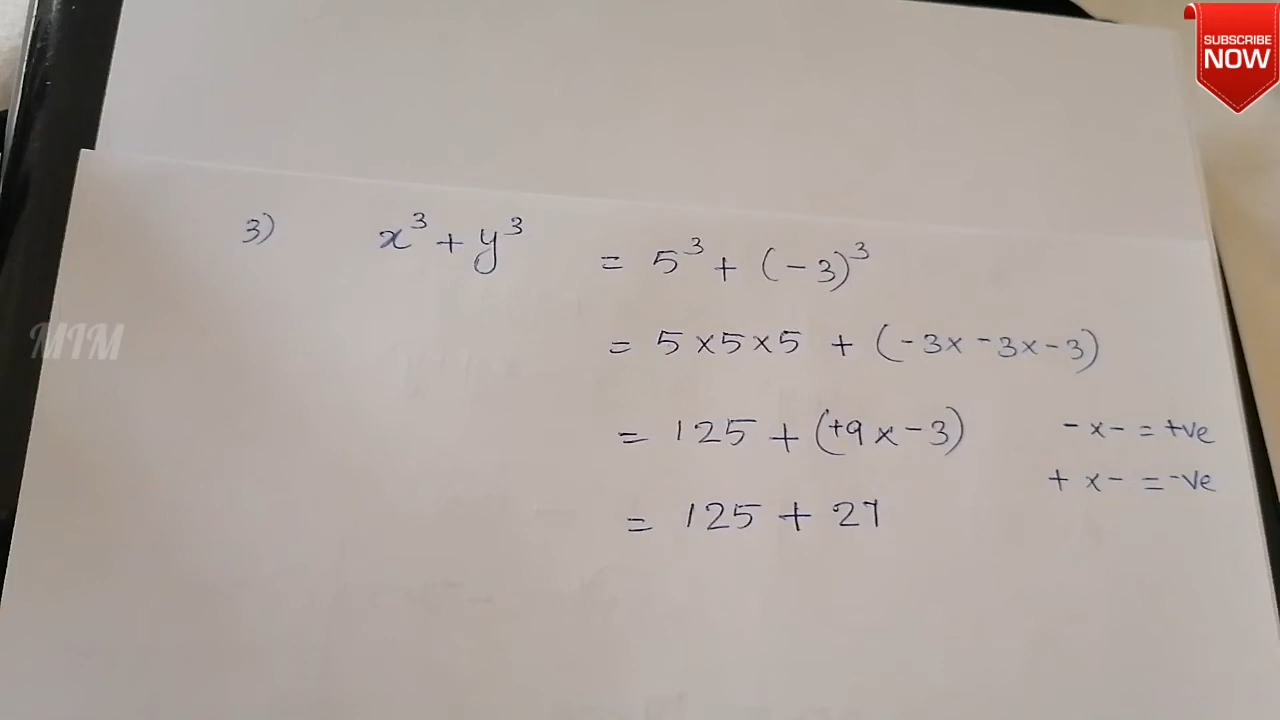 SUBSCRIBE
NOW
3) x³ + y³ = 5³ + (-3)³
= 5 × 5 × 5 + (-3 × -3 × -3)
MIM
= 125 + (+9 × -3) - × - = +ve
+ × - = -ve
= 125 + 27